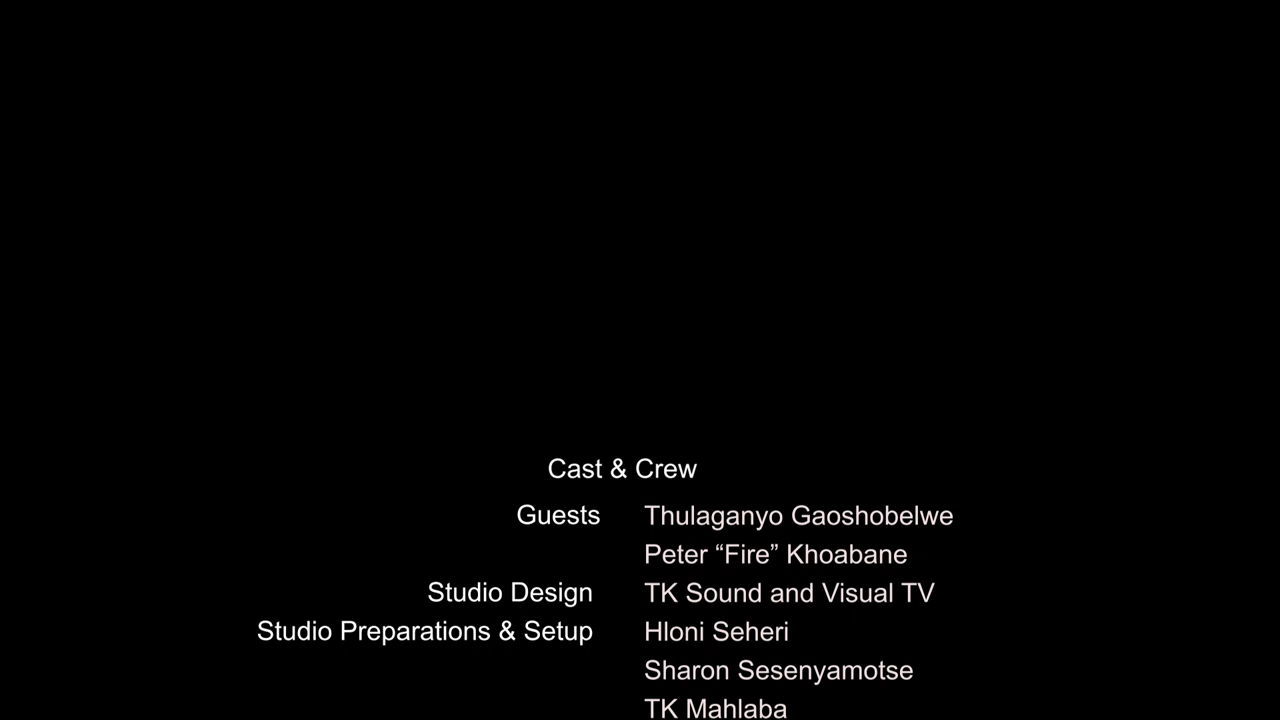 Cast & Crew
Guests Thulaganyo Gaoshobelwe
Peter “Fire” Khoabane
Studio Design TK Sound and Visual TV
Studio Preparations & Setup Hloni Seheri
Sharon Sesenyamotse
TK Mahlaba